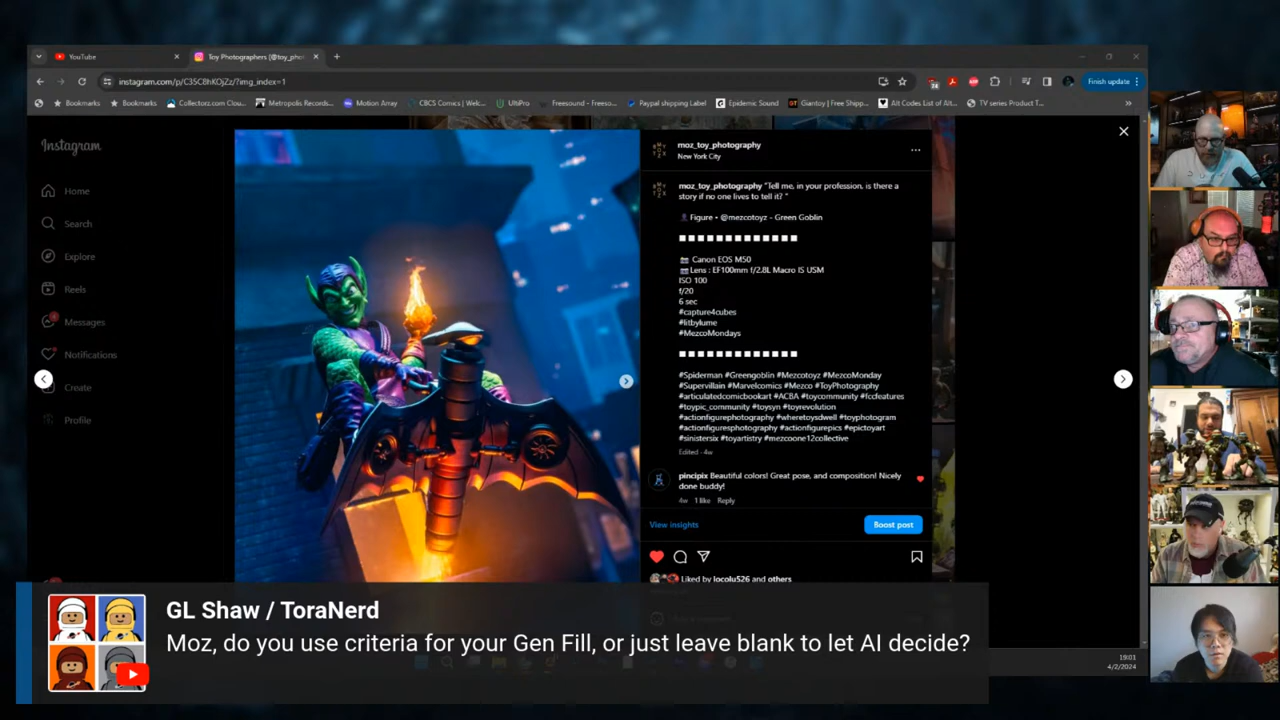 YouTube
Toy Photographers (@toy_pho
instagram.com/p/C35C8hKOjZz/?img_index=1
24
Finish update
Bookmarks
Bookmarks
Collectorz.com Clou...
Metropolis Records...
Motion Array
CBCS Comics | Welc...
UltiPro
Freesound - Freeso...
Paypal shipping Label
Epidemic Sound
Giantoy | Free Shipp...
Alt Codes List of Alt...
TV series Product T...
Instagram
Home
Search
Explore
Reels
Messages
Notifications
Create
Profile
moz_toy_photography
New York City
moz_toy_photography "Tell me, in your profession, is there a
story if no one lives to tell it? "
Figure • @mezcotoyz - Green Goblin
Canon EOS M50
Lens : EF100mm f/2.8L Macro IS USM
ISO 100
f/20
6 sec
#capture4cubes
#litbylume
#MezcoMondays
#Spiderman #Greengoblin #Mezcotoyz #MezcoMonday
#Supervillain #Marvelcomics #Mezco #ToyPhotography
#articulatedcomicbookart #ACBA #toycommunity #fccfeatures
#toypic_community #toysyn #toyrevolution
#actionfigurephotography #wheretoysdwell #toyphotogram
#actionfiguresphotography #actionfigurepics #epictoyart
#sinistersix #toyartistry #mezcoone12collective
Edited · 4w
pincipix Beautiful colors! Great pose, and composition! Nicely
done buddy!
4w 1 like Reply
View insights
Boost post
Liked by locolu526 and others
19:01
4/2/2024
GL Shaw / ToraNerd
Moz, do you use criteria for your Gen Fill, or just leave blank to let AI decide?